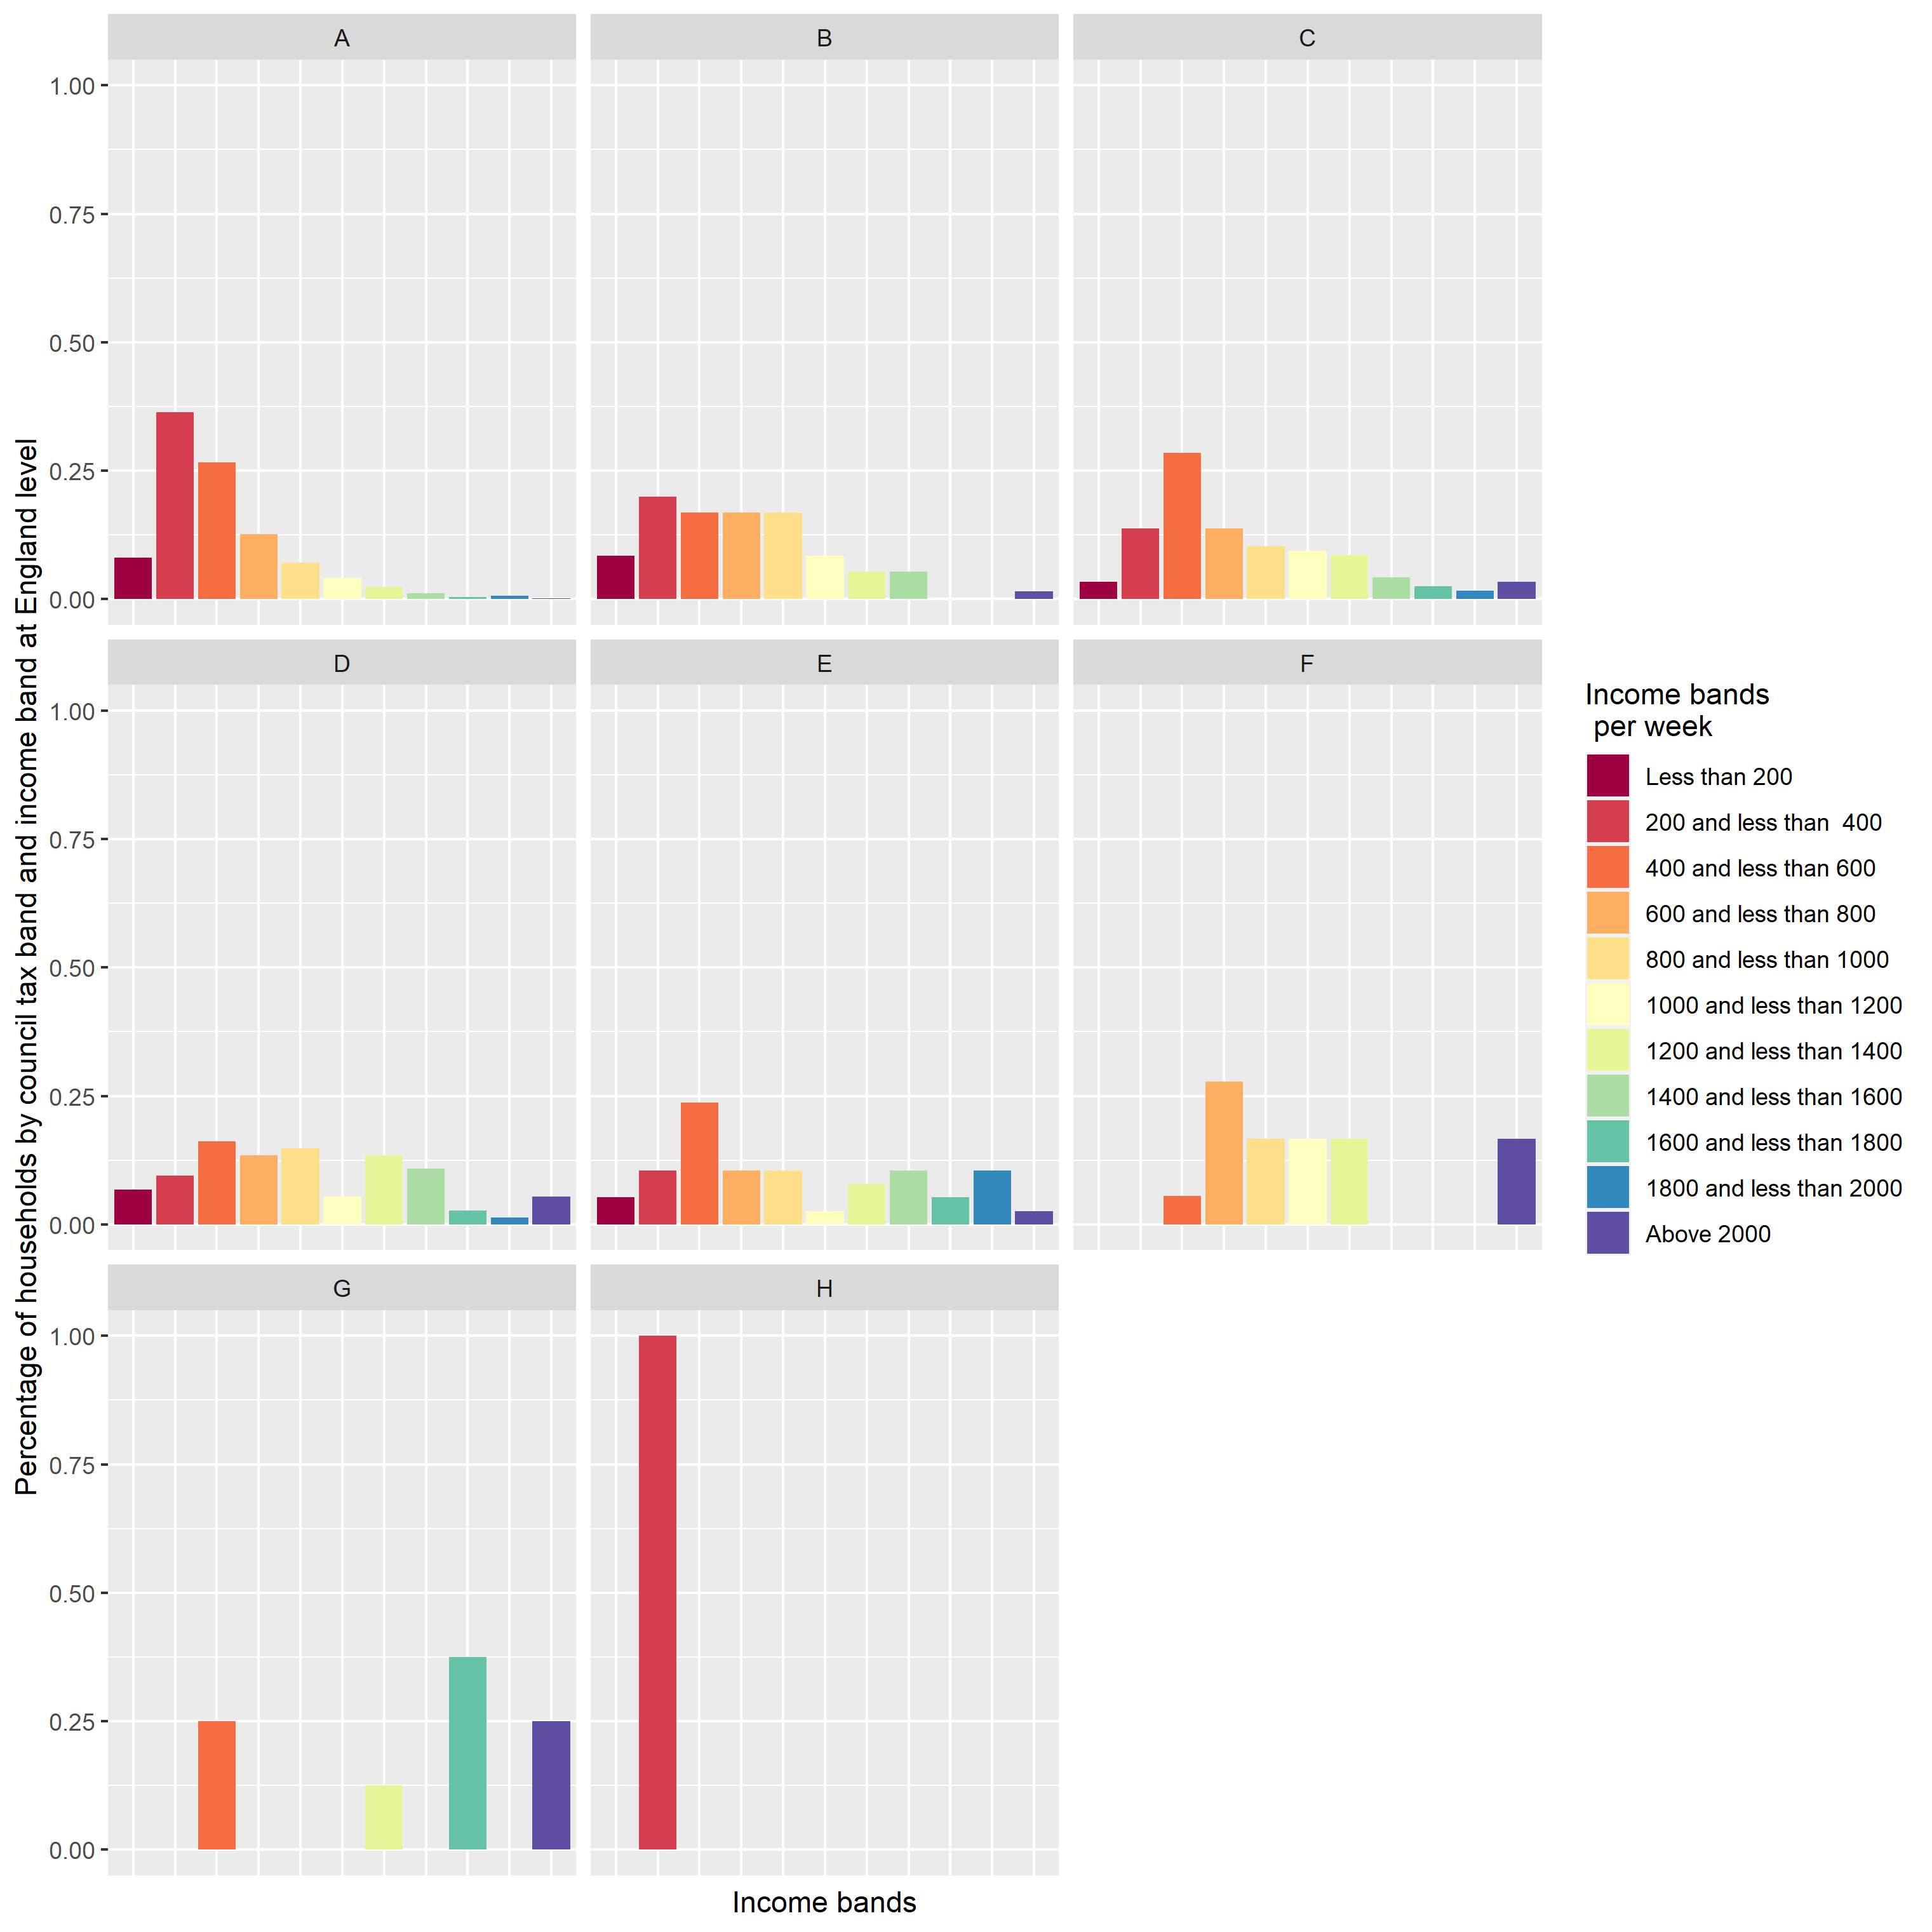 Percentage of households by council tax band and income band at England level
A
B
C
1.00
0.75
0.50
0.25
0.00
D
E
F
1.00
0.75
0.50
0.25
0.00
G
H
1.00
0.75
0.50
0.25
0.00
Income bands
Income bands
per week
Less than 200
200 and less than  400
400 and less than 600
600 and less than 800
800 and less than 1000
1000 and less than 1200
1200 and less than 1400
1400 and less than 1600
1600 and less than 1800
1800 and less than 2000
Above 2000